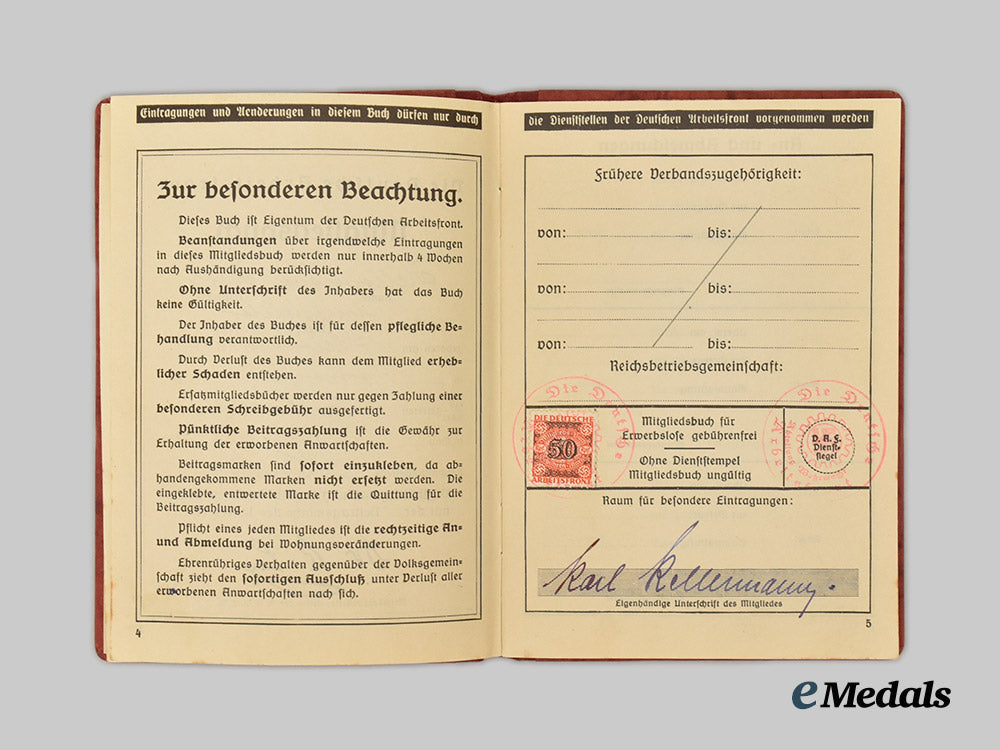 Eintragungen und Aenderungen in diesem Buch dürfen nur durch
Zur besonderen Beachtung.
Dieses Buch ist Eigentum der Deutschen Arbeitsfront.
Beanstandungen über irgendwelche Eintragungen
in dieses Mitgliedsbuch werden nur innerhalb 4 Wochen
nach Aushändigung berücksichtigt.
Ohne Unterschrift des Inhabers hat das Buch
keine Gültigkeit.
Der Inhaber des Buches ist für dessen pflegliche Be-
handlung verantwortlich.
Durch Verlust des Buches kann dem Mitglied erheb-
licher Schaden entstehen.
Ersatzmitgliedsbücher werden nur gegen Zahlung einer
besonderen Schreibgebühr ausgefertigt.
Pünktliche Beitragszahlung ist die Gewähr zur
Erhaltung der erworbenen Anwartschaften.
Beitragsmarken sind sofort einzukleben, da ab-
handengekommene Marken nicht ersetzt werden. Die
eingeklebte, entwertete Marke ist die Quittung für die
Beitragszahlung.
Pflicht eines jeden Mitgliedes ist die rechtzeitige An-
und Abmeldung bei Wohnungsveränderungen.
Ehrenrühriges Verhalten gegenüber der Volksgemein-
schaft zieht den sofortigen Ausschluß unter Verlust aller
erworbenen Anwartschaften nach sich.
4
die Dienststellen der Deutschen Arbeitsfront vorgenommen werden
Frühere Verbandszugehörigkeit:
von: bis:
von: bis:
von: bis:
Reichsbetriebsgemeinschaft:
Die Deutsche
DIE DEUTSCHE
50
ARBEITSFRONT
Mitgliedsbuch für
Erwerbslose gebührenfrei
Ohne Dienststempel
Mitgliedsbuch ungültig
Die Deutsche
D. A. F.
Dienst-
siegel
Raum für besondere Eintragungen:
Karl Kellermann.
Eigenhändige Unterschrift des Mitgliedes
5
eMedals